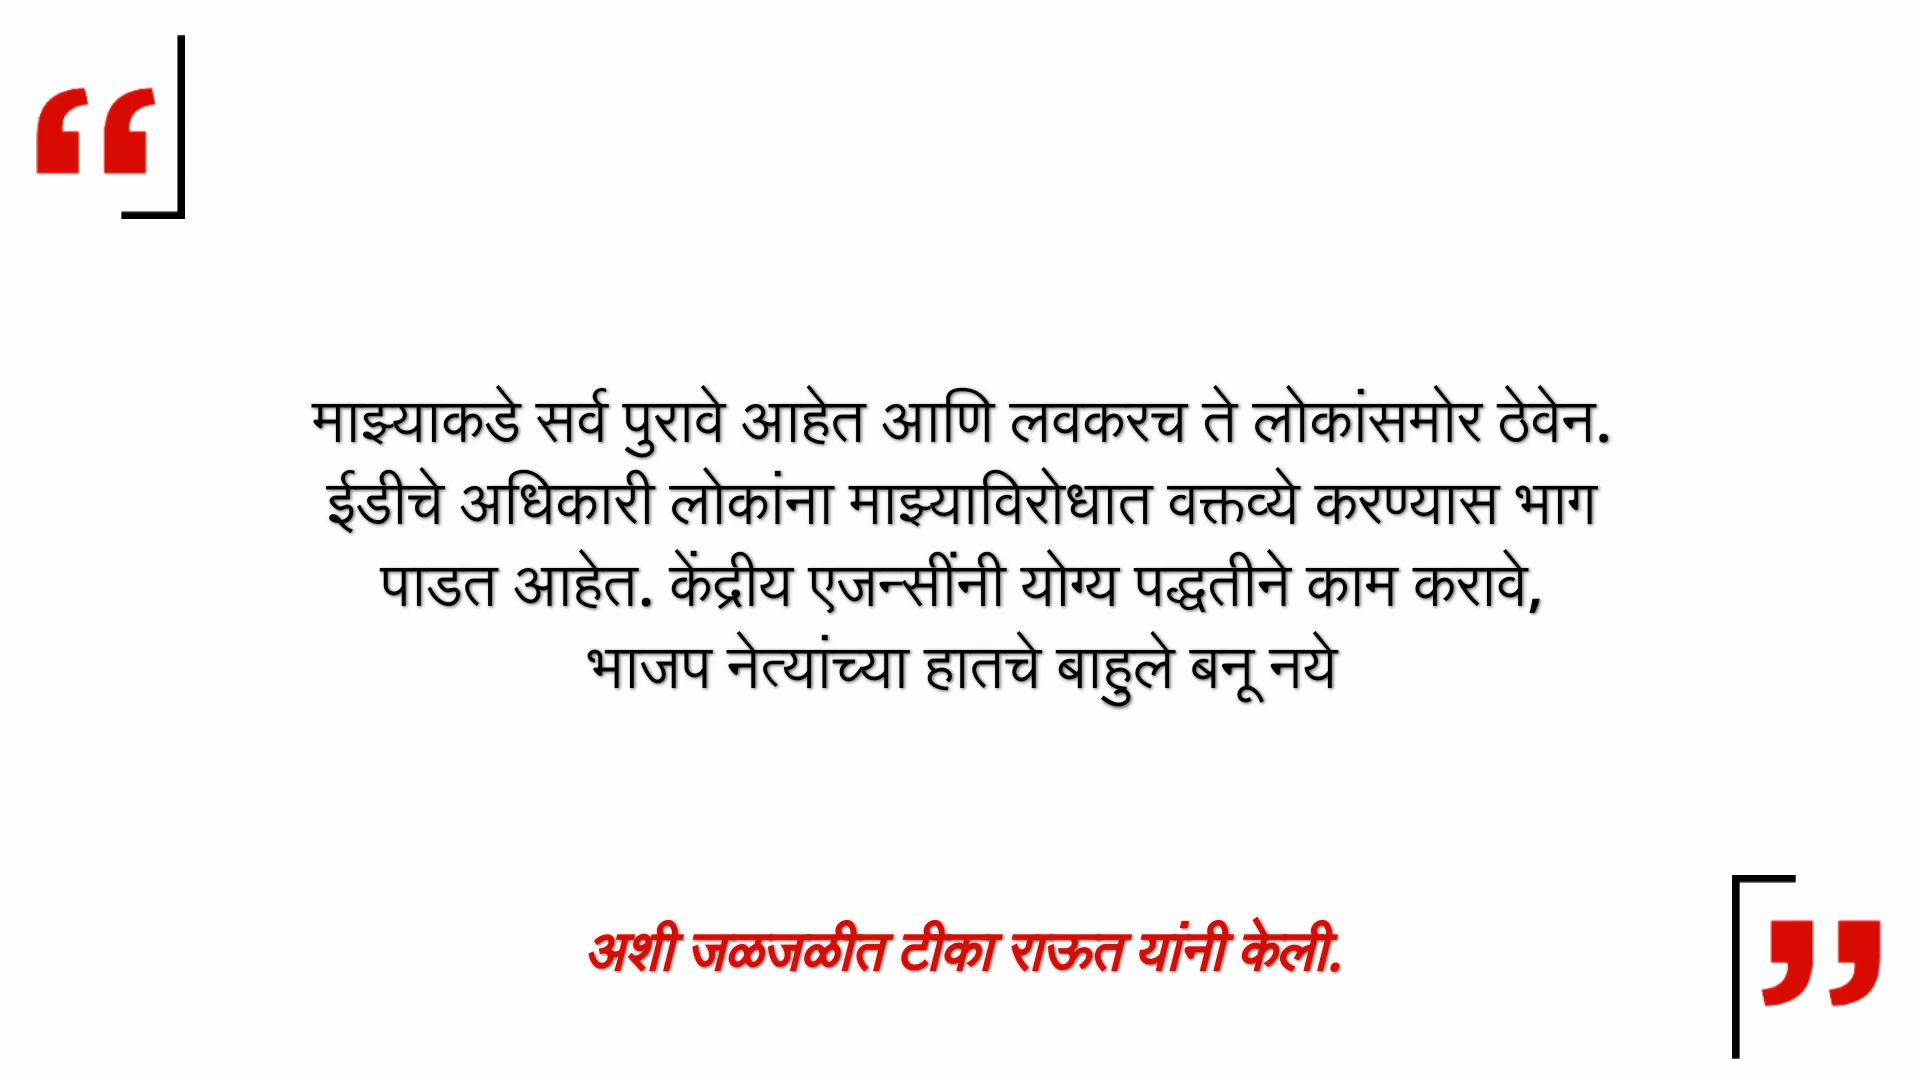 “
माझ्याकडे सर्व पुरावे आहेत आणि लवकरच ते लोकांसमोर ठेवेन.
ईडीचे अधिकारी लोकांना माझ्याविरोधात वक्तव्ये करण्यास भाग
पाडत आहेत. केंद्रीय एजन्सींनी योग्य पद्धतीने काम करावे,
भाजप नेत्यांच्या हातचे बाहुले बनू नये
अशी जळजळीत टीका राऊत यांनी केली.
”